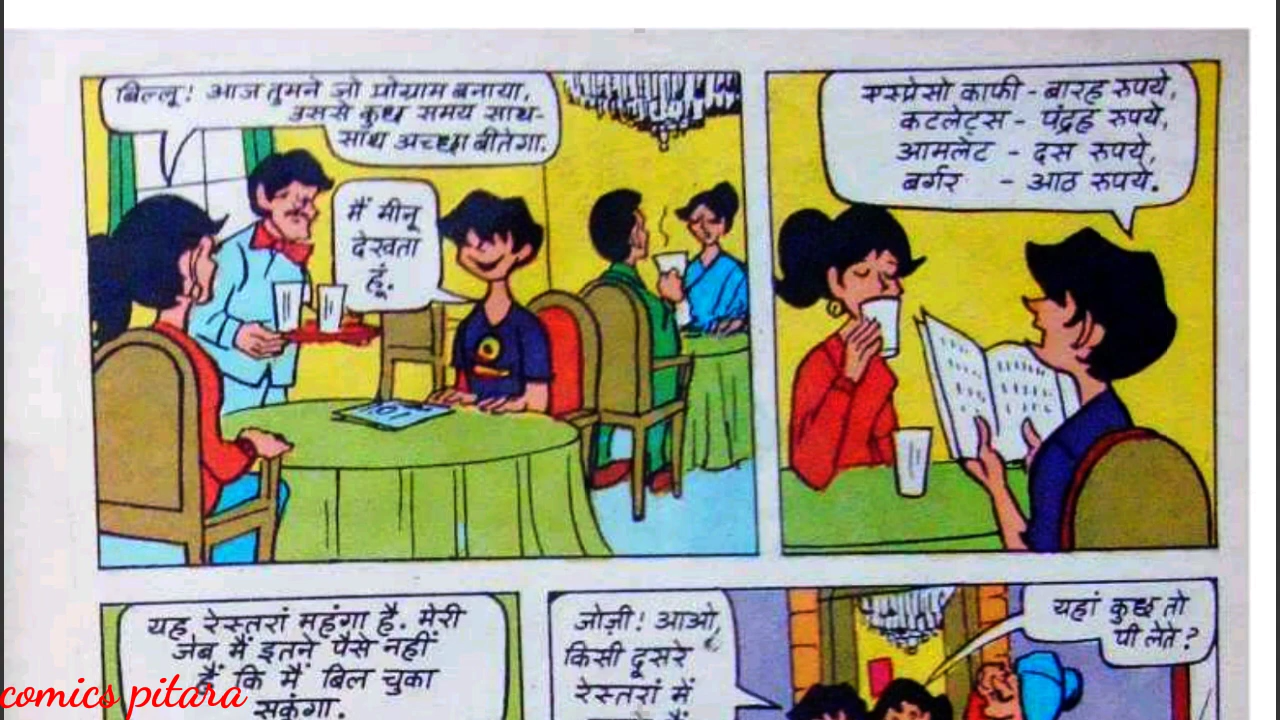 बिल्लू! आज तुमने जो प्रोग्राम बनाया,
उससे कुछ समय साथ-
साथ अच्छा बीतेगा.
मैं मीनू
देखता
हूं.
एस्प्रेसो काफी - बारह रुपये,
कटलेट्स - पंद्रह रुपये,
आमलेट - दस रुपये,
बर्गर - आठ रुपये.
यह रेस्तरां महंगा है. मेरी
जेब में इतने पैसे नहीं
हैं कि मैं बिल चुका
सकूंगा.
जोज़ी! आओ,
किसी दूसरे
रेस्तरां में
यहां कुछ तो
पी लेते?
comics pitara